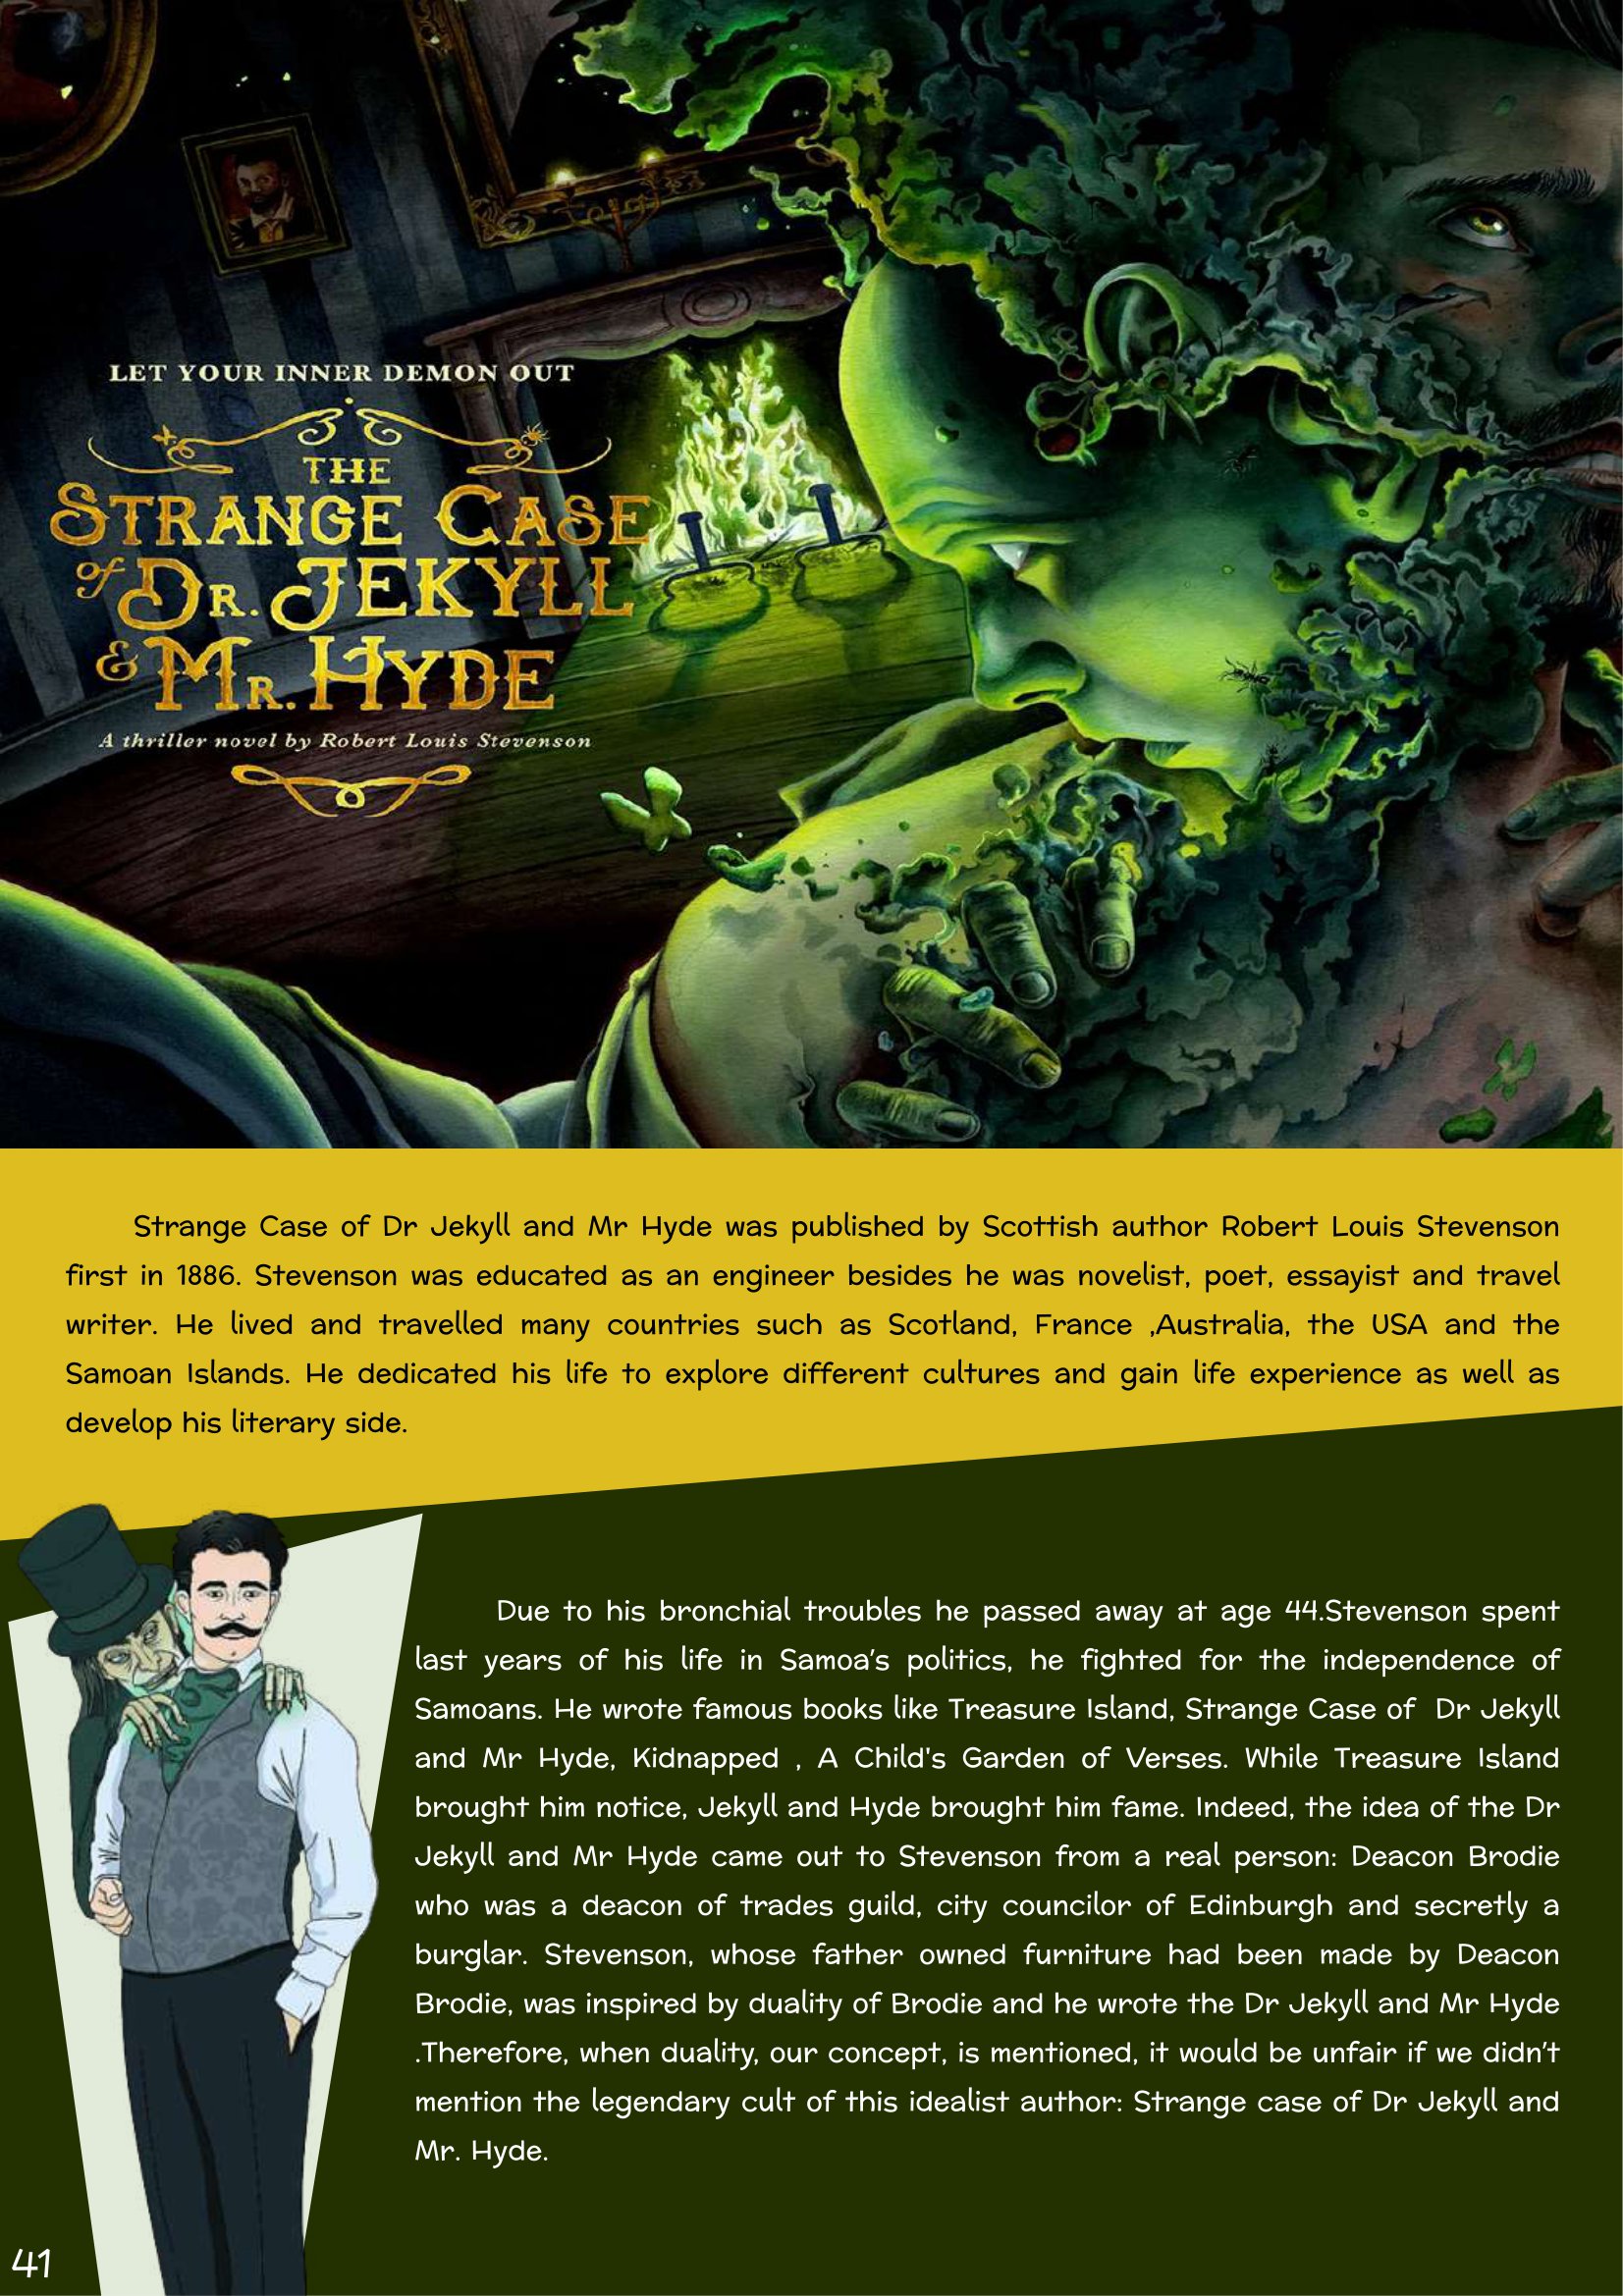 LET YOUR INNER DEMON OUT
THE
STRANGE CASE
of DR. JEKYLL
& MR. HYDE
A thriller novel by Robert Louis Stevenson
Strange Case of Dr Jekyll and Mr Hyde was published by Scottish author Robert Louis Stevenson
first in 1886. Stevenson was educated as an engineer besides he was novelist, poet, essayist and travel
writer. He lived and travelled many countries such as Scotland, France ,Australia, the USA and the
Samoan Islands. He dedicated his life to explore different cultures and gain life experience as well as
develop his literary side.
Due to his bronchial troubles he passed away at age 44.Stevenson spent
last years of his life in Samoa's politics, he fighted for the independence of
Samoans. He wrote famous books like Treasure Island, Strange Case of Dr Jekyll
and Mr Hyde, Kidnapped , A Child's Garden of Verses. While Treasure Island
brought him notice, Jekyll and Hyde brought him fame. Indeed, the idea of the Dr
Jekyll and Mr Hyde came out to Stevenson from a real person: Deacon Brodie
who was a deacon of trades guild, city councilor of Edinburgh and secretly a
burglar. Stevenson, whose father owned furniture had been made by Deacon
Brodie, was inspired by duality of Brodie and he wrote the Dr Jekyll and Mr Hyde
.Therefore, when duality, our concept, is mentioned, it would be unfair if we didn't
mention the legendary cult of this idealist author: Strange case of Dr Jekyll and
Mr. Hyde.
41